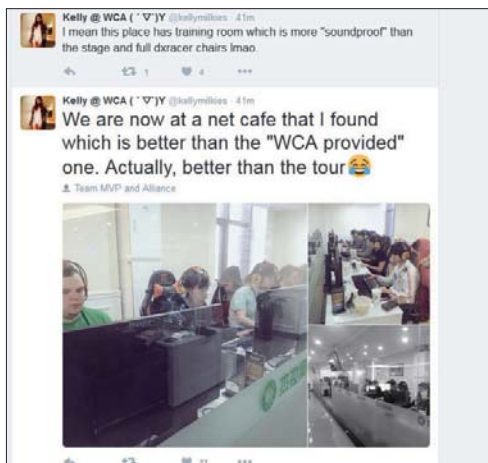 Kelly @ WCA ( ˙▽˙)Y @kellymilkies · 41m
I mean this place has training room which is more "soundproof" than
the stage and full dxracer chairs lmao.
1 4
Kelly @ WCA ( ˙▽˙)Y @kellymilkies · 41m
We are now at a net cafe that I found
which is better than the "WCA provided"
one. Actually, better than the tour😂
Team MVP and Alliance